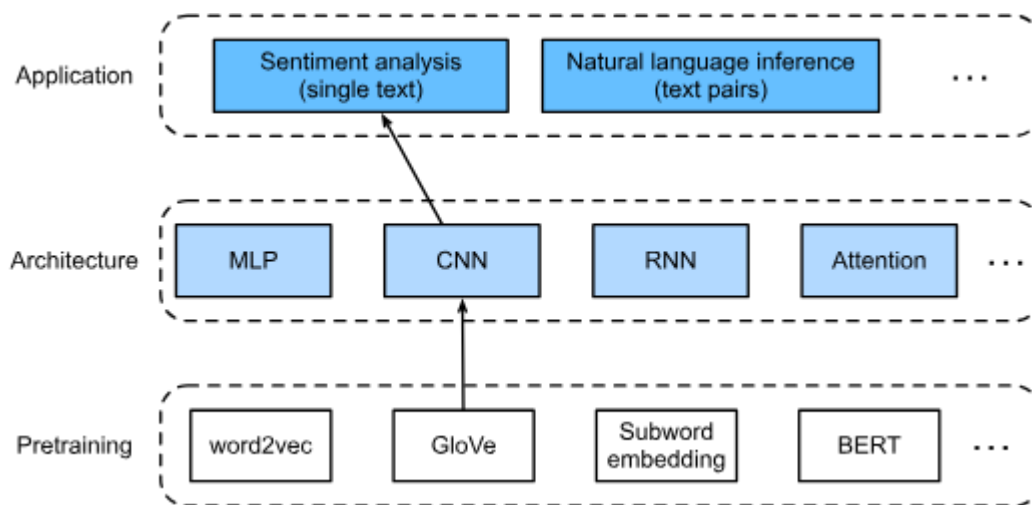 Application
Sentiment analysis
(single text)
Natural language inference
(text pairs)
...
Architecture
MLP
CNN
RNN
Attention
...
Pretraining
word2vec
GloVe
Subword
embedding
BERT
...